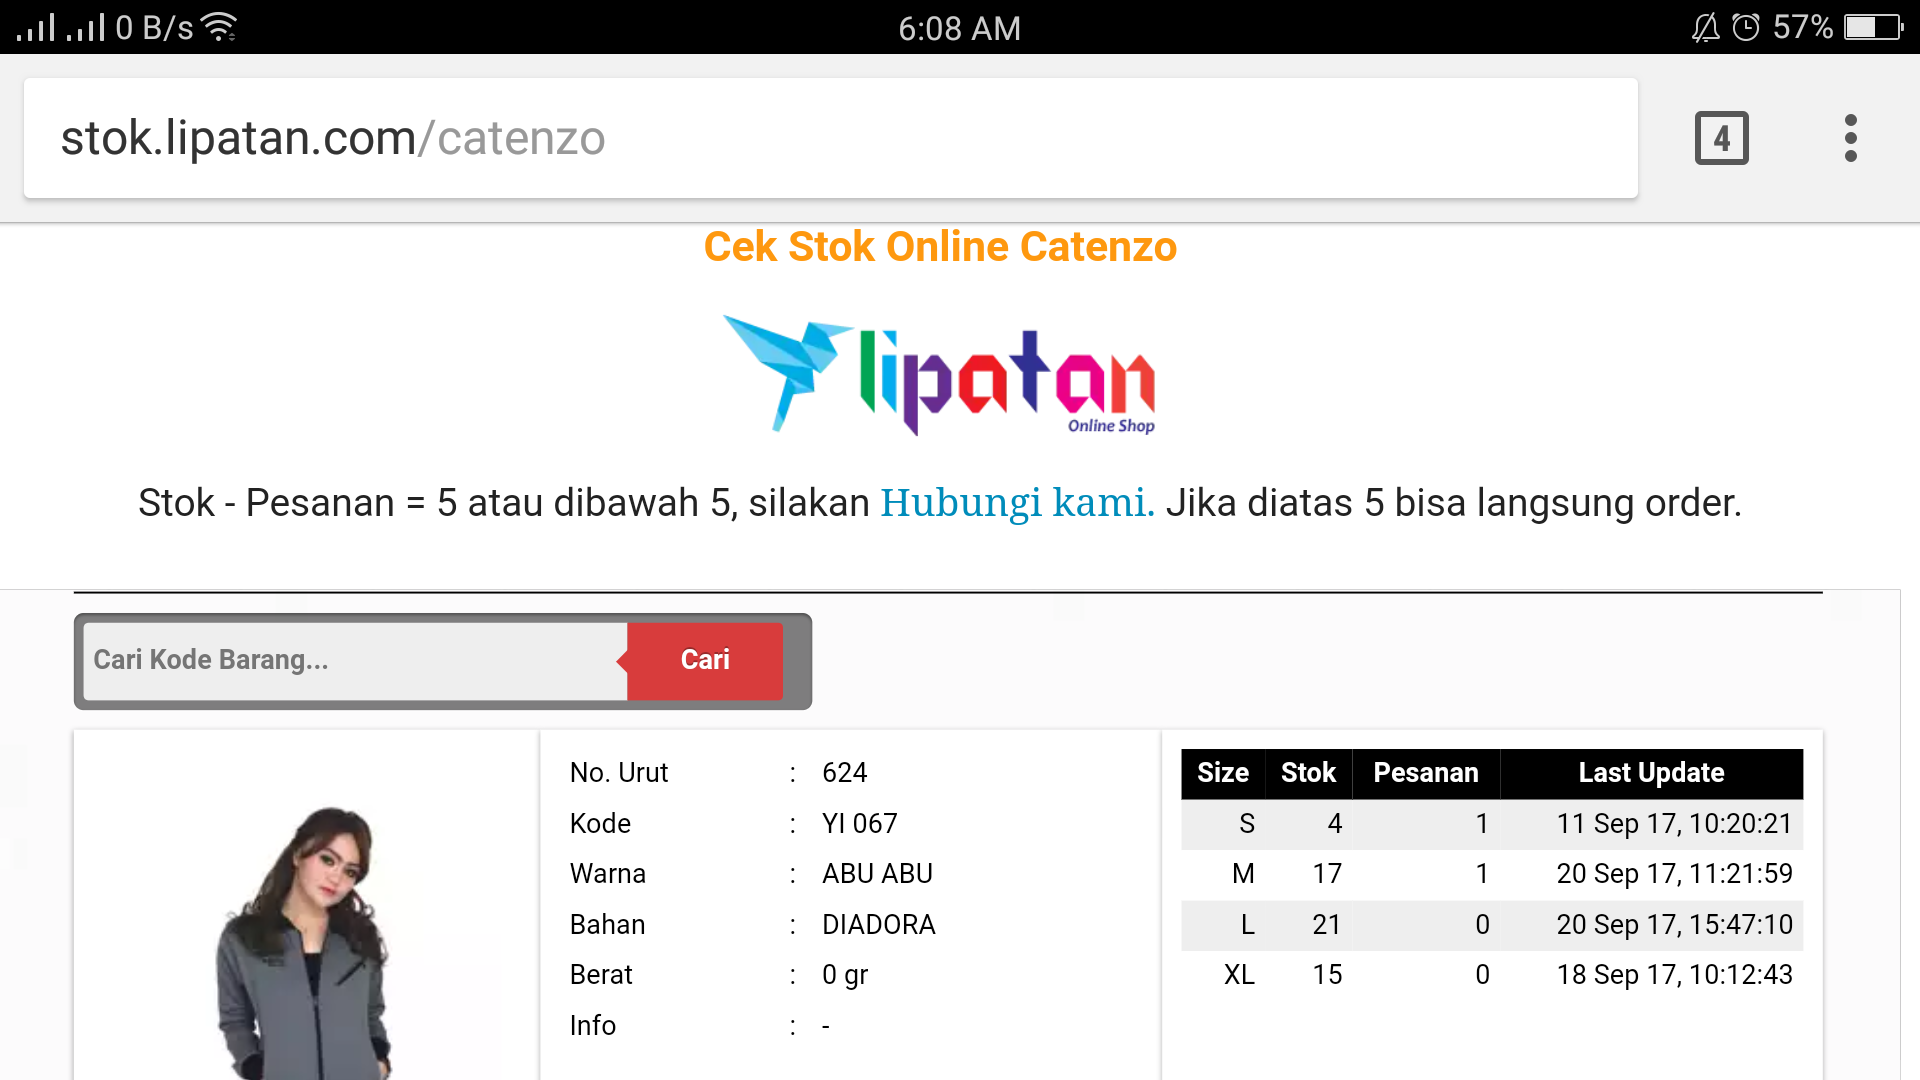 0 B/s 6:08 AM 57%
stok.lipatan.com/catenzo 4
Cek Stok Online Catenzo
lipatan
Online Shop
Stok - Pesanan = 5 atau dibawah 5, silakan Hubungi kami. Jika diatas 5 bisa langsung order.
Cari Kode Barang... Cari
No. Urut : 624
Kode : YI 067
Warna : ABU ABU
Bahan : DIADORA
Berat : 0 gr
Info : -
Size Stok Pesanan Last Update
S 4 1 11 Sep 17, 10:20:21
M 17 1 20 Sep 17, 11:21:59
L 21 0 20 Sep 17, 15:47:10
XL 15 0 18 Sep 17, 10:12:43